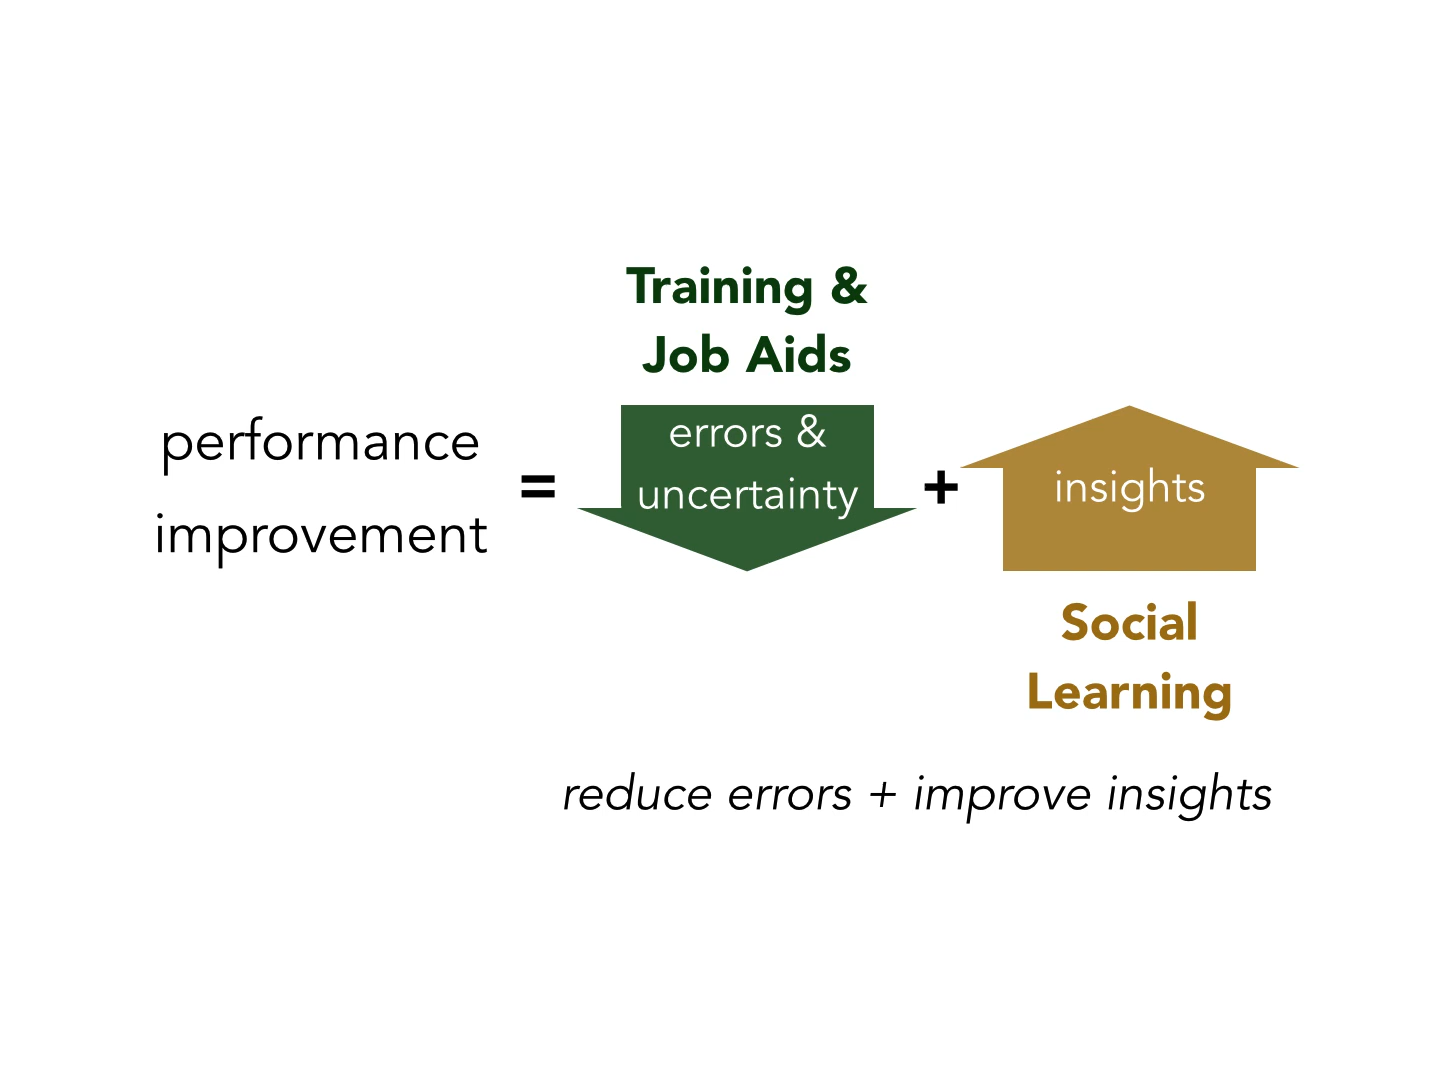 performance
improvement
=
Training &
Job Aids
errors &
uncertainty
+
insights
Social
Learning
reduce errors + improve insights